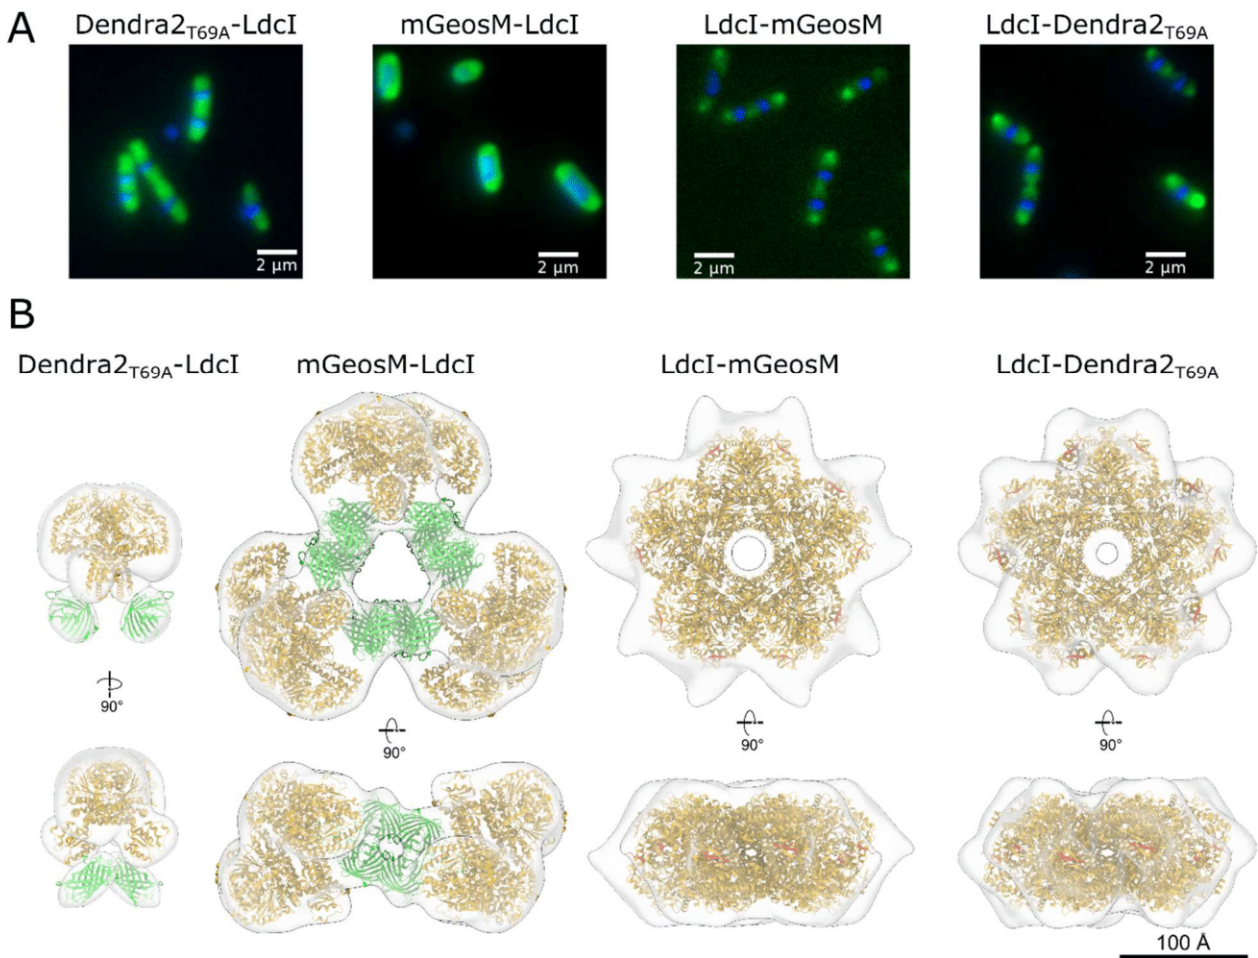 A
Dendra2T69A-LdcI
mGeosM-LdcI
LdcI-mGeosM
LdcI-Dendra2T69A
2 μm
2 μm
2 μm
2 μm
B
Dendra2T69A-LdcI
mGeosM-LdcI
LdcI-mGeosM
LdcI-Dendra2T69A
90°
90°
90°
90°
100 Å